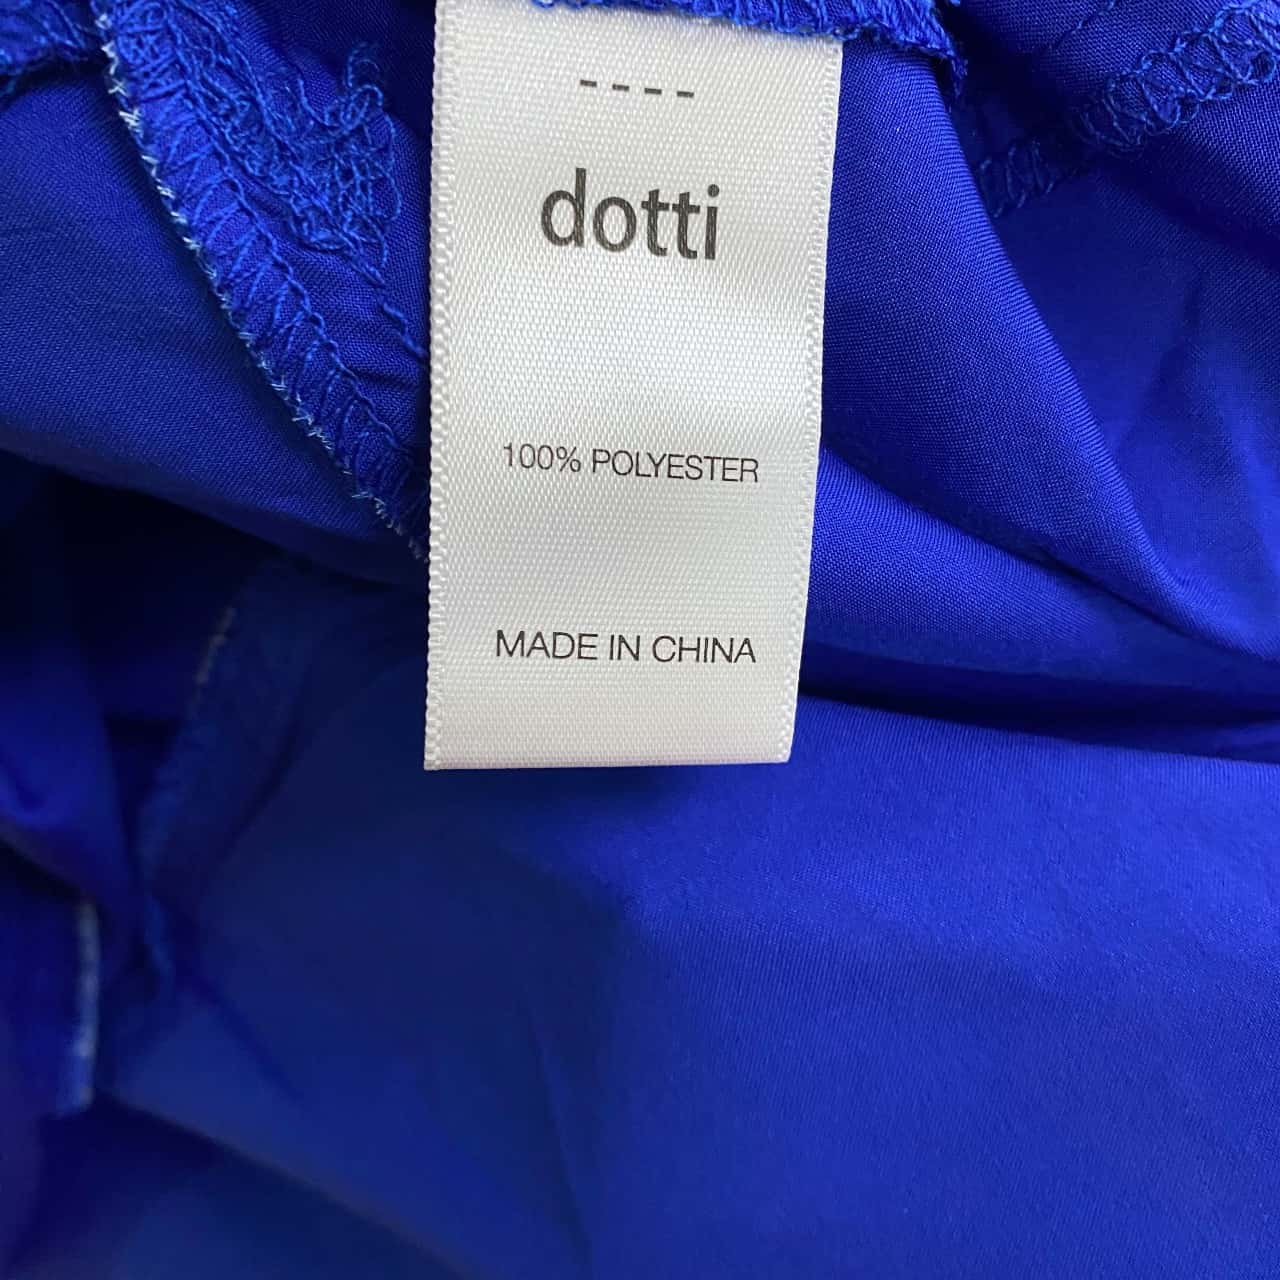 ----
dotti
100% POLYESTER
MADE IN CHINA